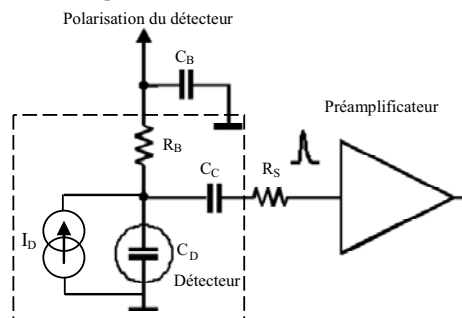 Polarisation du détecteur
C_B
Préamplificateur
R_B
C_C
R_S
I_D
C_D
Détecteur